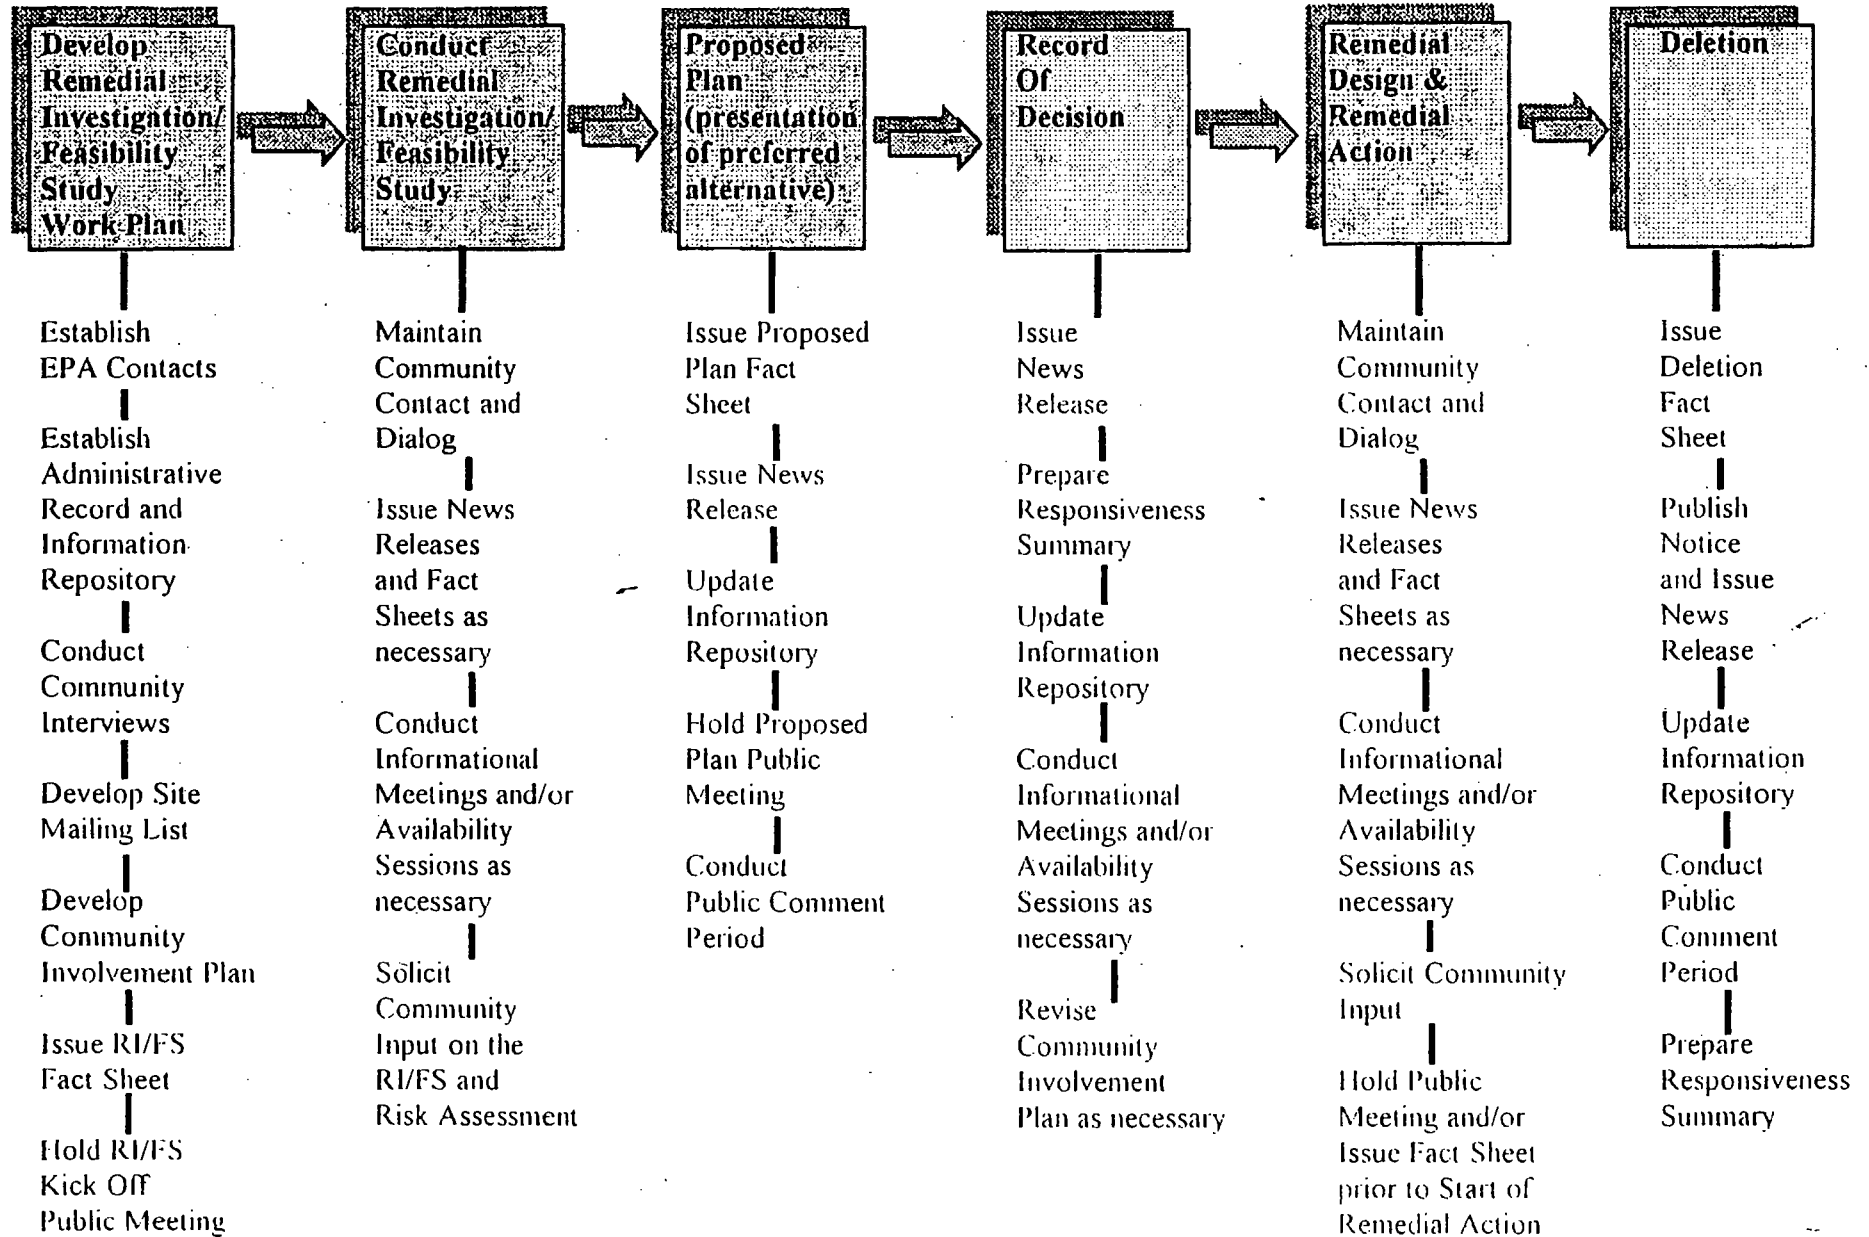 Develop
Remedial
Investigation/
Feasibility
Study
Work Plan
Establish
EPA Contacts
Establish
Administrative
Record and
Information
Repository
Conduct
Community
Interviews
Develop Site
Mailing List
Develop
Community
Involvement Plan
Issue RI/FS
Fact Sheet
Hold RI/FS
Kick Off
Public Meeting
Conduct
Remedial
Investigation/
Feasibility
Study
Maintain
Community
Contact and
Dialog
Issue News
Releases
and Fact
Sheets as
necessary
Conduct
Informational
Meetings and/or
Availability
Sessions as
necessary
Solicit
Community
Input on the
RI/FS and
Risk Assessment
Proposed
Plan
(presentation
of preferred
alternative)
Issue Proposed
Plan Fact
Sheet
Issue News
Release
Update
Information
Repository
Hold Proposed
Plan Public
Meeting
Conduct
Public Comment
Period
Record
Of
Decision
Issue
News
Release
Prepare
Responsiveness
Summary
Update
Information
Repository
Conduct
Informational
Meetings and/or
Availability
Sessions as
necessary
Revise
Community
Involvement
Plan as necessary
Remedial
Design &
Remedial
Action
Maintain
Community
Contact and
Dialog
Issue News
Releases
and Fact
Sheets as
necessary
Conduct
Informational
Meetings and/or
Availability
Sessions as
necessary
Solicit Community
Input
Hold Public
Meeting and/or
Issue Fact Sheet
prior to Start of
Remedial Action
Deletion
Issue
Deletion
Fact
Sheet
Publish
Notice
and Issue
News
Release
Update
Information
Repository
Conduct
Public
Comment
Period
Prepare
Responsiveness
Summary